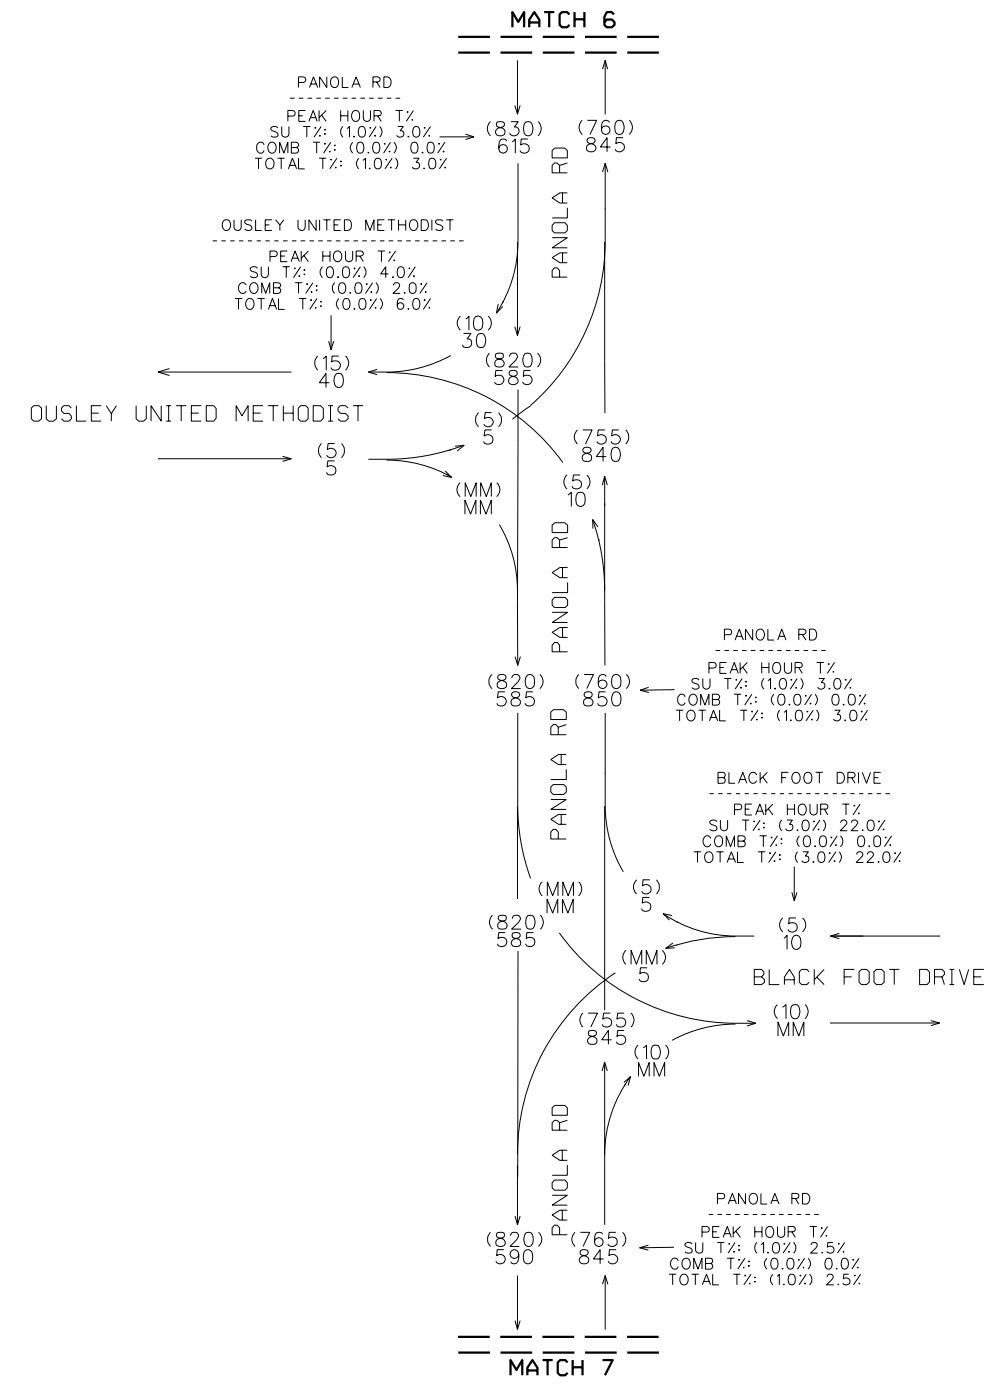 MATCH 6
PANOLA RD
PEAK HOUR T%
SU T%: (1.0%) 3.0%
COMB T%: (0.0%) 0.0%
TOTAL T%: (1.0%) 3.0%
(830)
615
(760)
845
PANOLA RD
OUSLEY UNITED METHODIST
PEAK HOUR T%
SU T%: (0.0%) 4.0%
COMB T%: (0.0%) 2.0%
TOTAL T%: (0.0%) 6.0%
(10)
30
(15)
40
(820)
585
OUSLEY UNITED METHODIST
(5)
5
(755)
840
(5)
5
(5)
10
(MM)
MM
PANOLA RD
PANOLA RD
PEAK HOUR T%
SU T%: (1.0%) 3.0%
COMB T%: (0.0%) 0.0%
TOTAL T%: (1.0%) 3.0%
(820)
585
(760)
850
PANOLA RD
BLACK FOOT DRIVE
PEAK HOUR T%
SU T%: (3.0%) 22.0%
COMB T%: (0.0%) 0.0%
TOTAL T%: (3.0%) 22.0%
(MM)
MM
(5)
5
(820)
585
(5)
10
(MM)
5
BLACK FOOT DRIVE
(755)
845
(10)
MM
(10)
MM
PANOLA RD
PANOLA RD
PEAK HOUR T%
SU T%: (1.0%) 2.5%
COMB T%: (0.0%) 0.0%
TOTAL T%: (1.0%) 2.5%
(820)
590
(765)
845
MATCH 7